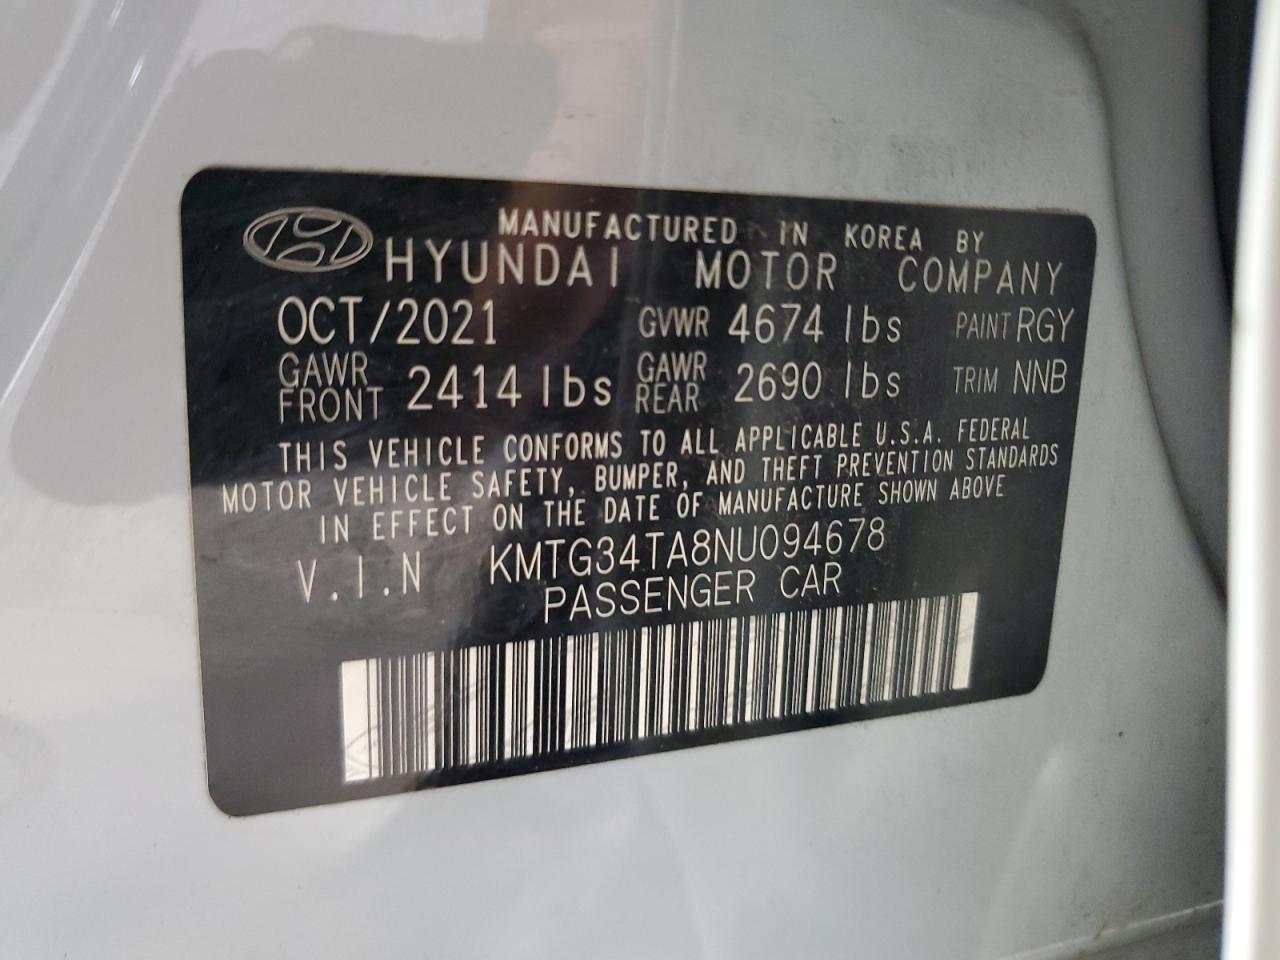 MANUFACTURED IN KOREA BY
HYUNDAI MOTOR COMPANY
OCT/2021 GVWR 4674 lbs PAINT RGY
GAWR FRONT 2414 lbs GAWR REAR 2690 lbs TRIM NNB
THIS VEHICLE CONFORMS TO ALL APPLICABLE U.S.A. FEDERAL
MOTOR VEHICLE SAFETY, BUMPER, AND THEFT PREVENTION STANDARDS
IN EFFECT ON THE DATE OF MANUFACTURE SHOWN ABOVE
V.I.N KMTG34TA8NU094678
PASSENGER CAR